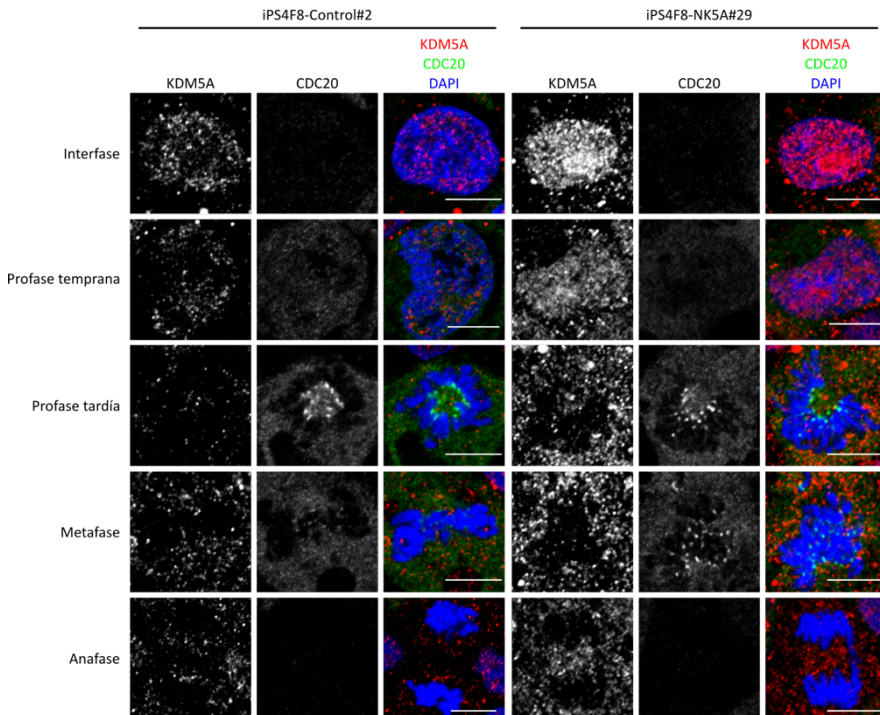 iPS4F8-Control#2
iPS4F8-NK5A#29
KDM5A
CDC20
KDM5A
CDC20
DAPI
KDM5A
CDC20
KDM5A
CDC20
DAPI
Interfase
Profase temprana
Profase tardía
Metafase
Anafase